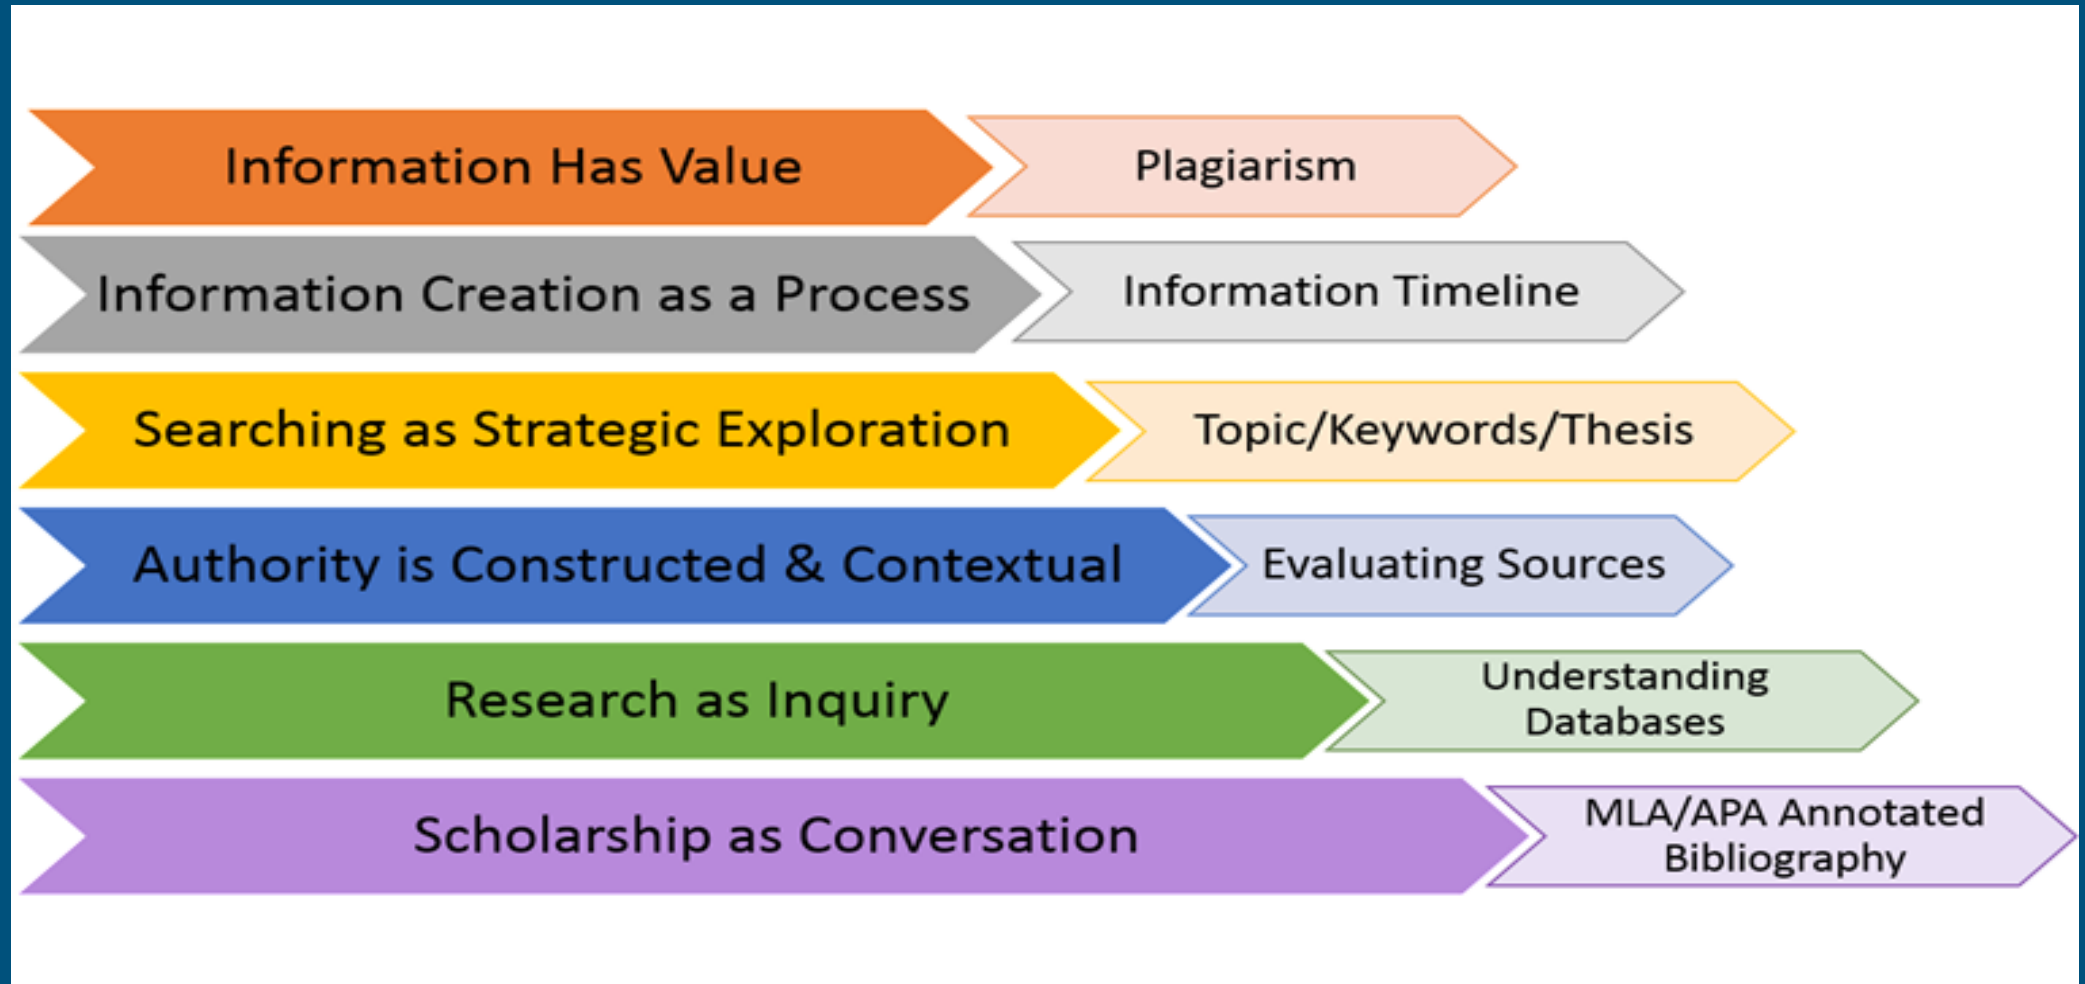 Information Has Value
Plagiarism
Information Creation as a Process
Information Timeline
Searching as Strategic Exploration
Topic/Keywords/Thesis
Authority is Constructed & Contextual
Evaluating Sources
Research as Inquiry
Understanding
Databases
Scholarship as Conversation
MLA/APA Annotated
Bibliography